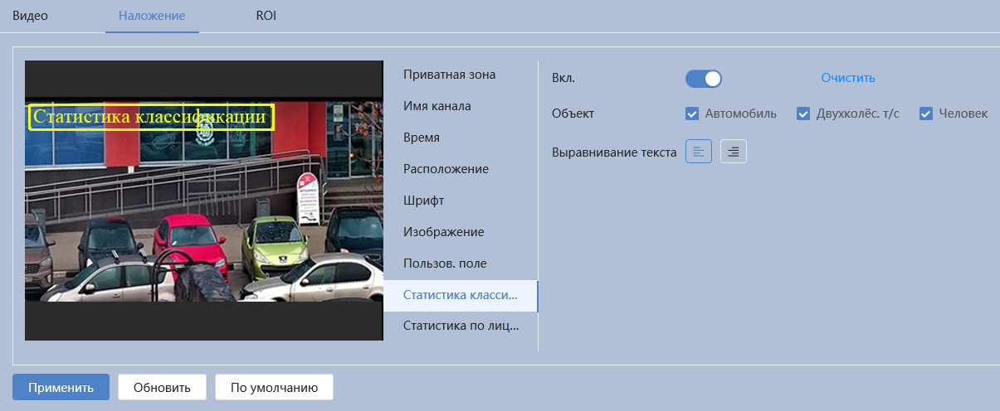 Видео
Наложение
ROI
Статистика классификации
Приватная зона
Имя канала
Время
Расположение
Шрифт
Изображение
Пользов. поле
Статистика класси...
Статистика по лиц...
Вкл.
Очистить
Объект
Автомобиль
Двухколёс. т/с
Человек
Выравнивание текста
Применить
Обновить
По умолчанию